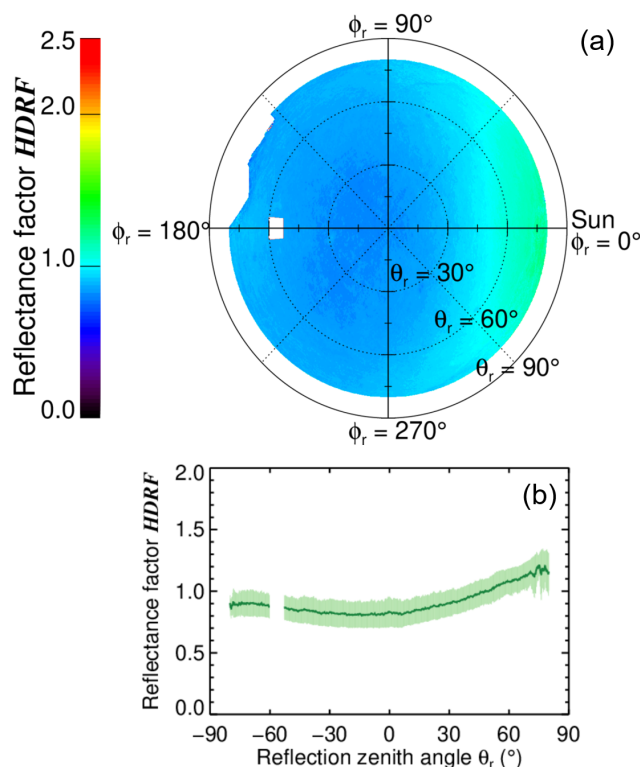 φr = 90°
(a)
2.5
2.0
1.0
0.0
Reflectance factor HDRF
φr = 180°
Sun
φr = 0°
θr = 30°
θr = 60°
θr = 90°
φr = 270°
(b)
2.0
1.5
1.0
0.5
0.0
Reflectance factor HDRF
−90 −60 −30 0 30 60 90
Reflection zenith angle θr (°)